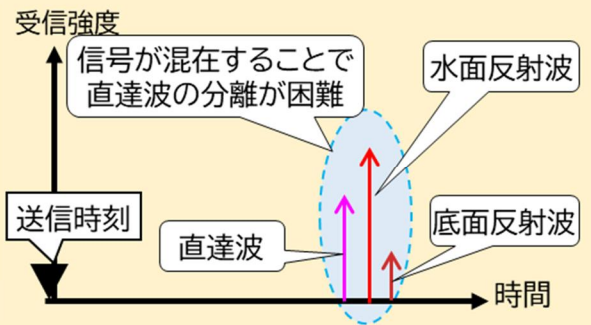 受信強度
信号が混在することで
直達波の分離が困難
水面反射波
送信時刻
直達波
底面反射波
時間